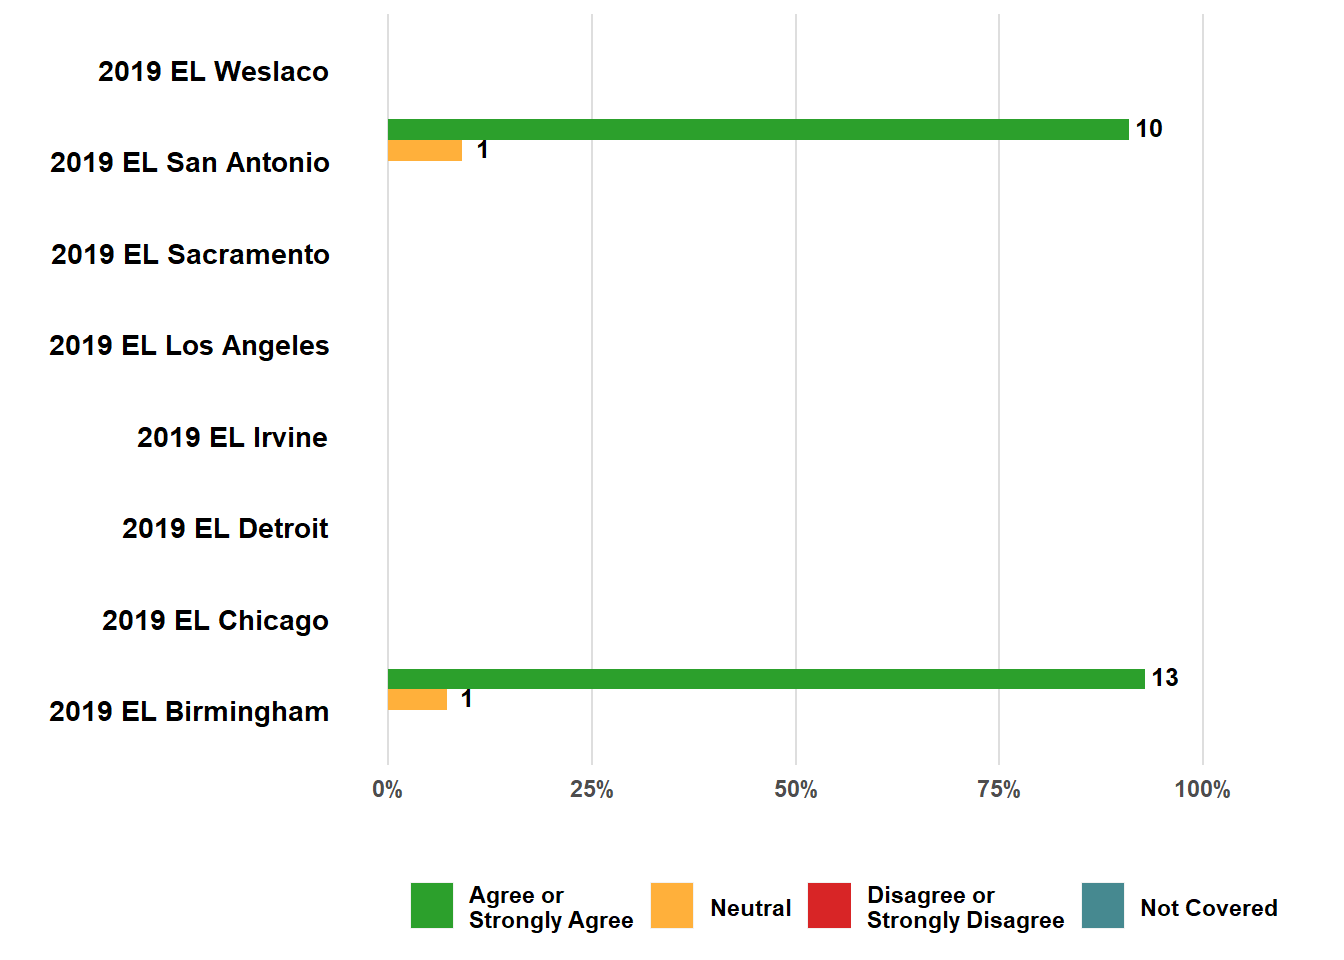 2019 EL Weslaco
10
1
2019 EL San Antonio
2019 EL Sacramento
2019 EL Los Angeles
2019 EL Irvine
2019 EL Detroit
2019 EL Chicago
13
1
2019 EL Birmingham
0% 25% 50% 75% 100%
Agree or
Strongly Agree
Neutral
Disagree or
Strongly Disagree
Not Covered